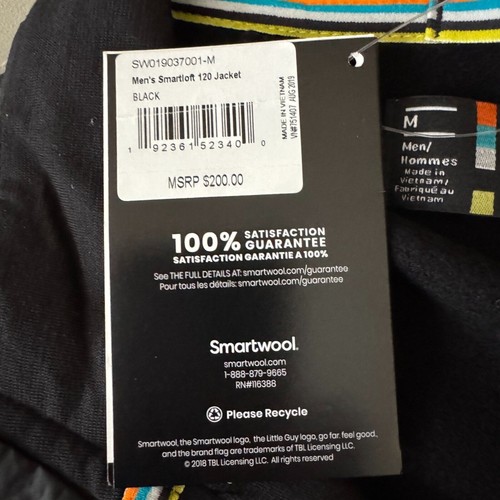 SW019037001-M
Men's Smartloft 120 Jacket
BLACK
MADE IN VIETNAM
VN#751407 AUG 2019
1 92361 52340 0
MSRP $200.00
100% SATISFACTION GUARANTEE
SATISFACTION GARANTIE A 100%
See THE FULL DETAILS AT: smartwool.com/guarantee
Pour tous les détails: smartwool.com/guarantee
Smartwool.
smartwool.com
1-888-879-9665
RN#116388
Please Recycle
Smartwool, the Smartwool logo, the Little Guy logo, go far. feel good.,
and the brand flag are trademarks of TBL Licensing LLC.
© 2018 TBL Licensing LLC. All rights reserved
M
Men/
Hommes
Made in
Vietnam/
Fabriqué au
Vietnam